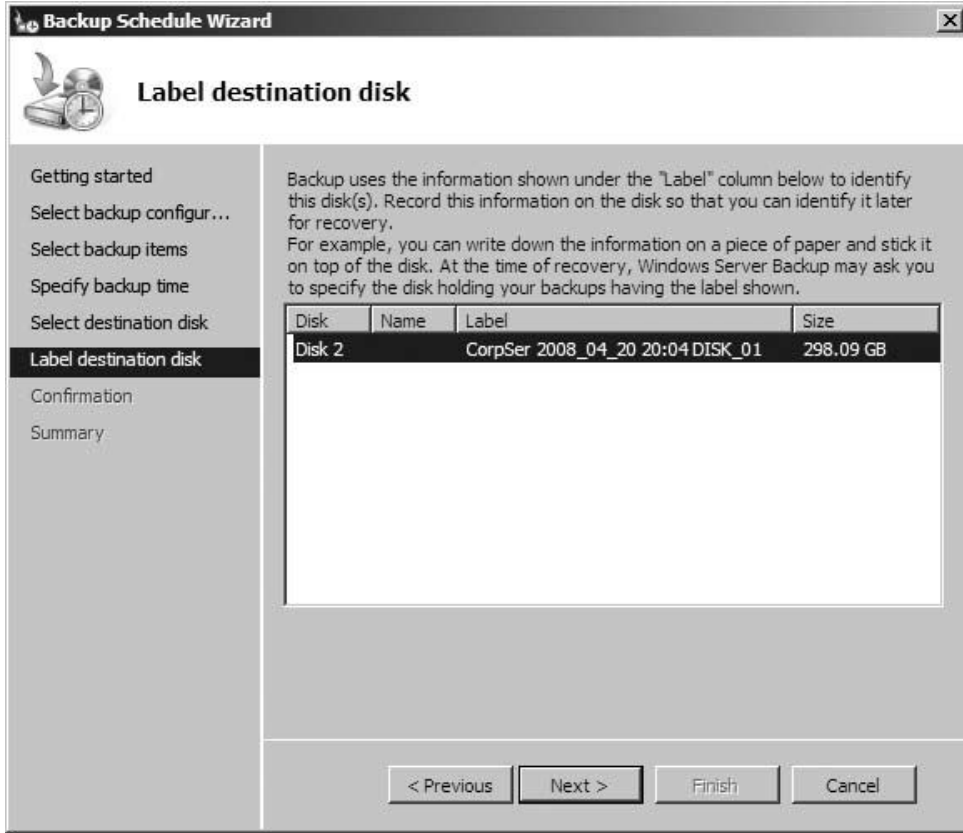 Backup Schedule Wizard
Label destination disk
Getting started
Select backup configur...
Select backup items
Specify backup time
Select destination disk
Label destination disk
Confirmation
Summary
Backup uses the information shown under the "Label" column below to identify
this disk(s). Record this information on the disk so that you can identify it later
for recovery.
For example, you can write down the information on a piece of paper and stick it
on top of the disk. At the time of recovery, Windows Server Backup may ask you
to specify the disk holding your backups having the label shown.
Disk Name Label Size
Disk 2 CorpSer 2008_04_20 20:04 DISK_01 298.09 GB
< Previous Next > Finish Cancel